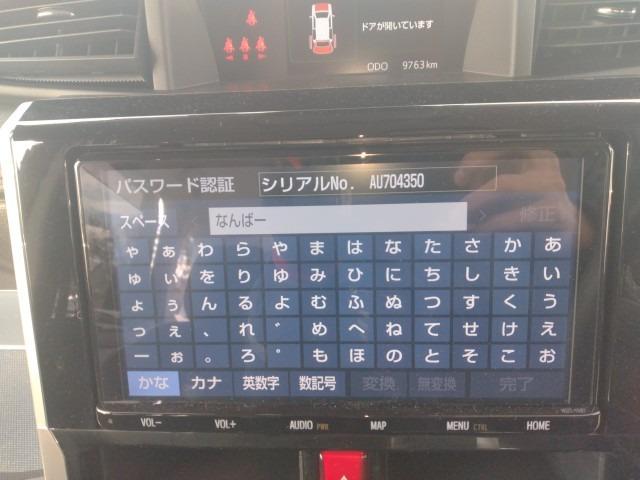 ドアが開いています
ODO 9763 km
パスワード認証 シリアルNo. AU704350
スペース なんばー 修正
ゃ ぁ わ ら や ま は な た さ か あ
ゅ ぃ を り ゆ み ひ に ち し き い
ょ ぅ ん る よ む ふ ぬ つ す く う
っ ぇ 、 れ ゛ め へ ね て せ け え
ー ぉ 。 ろ ゜ も ほ の と そ こ お
かな カナ 英数字 数記号 変換 無変換 完了
VOL- VOL+ AUDIO PWR MAP MENU CTRL HOME